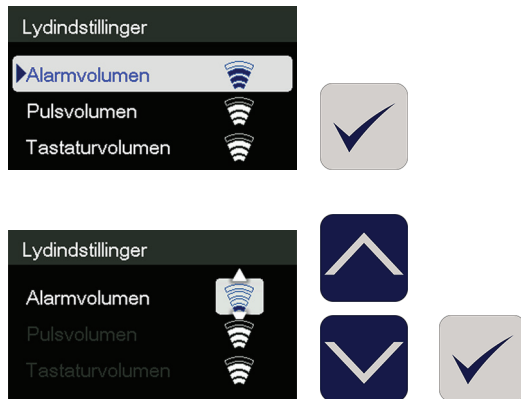 Lydindstillinger
Alarmvolumen
Pulsvolumen
Tastaturvolumen
Lydindstillinger
Alarmvolumen
Pulsvolumen
Tastaturvolumen